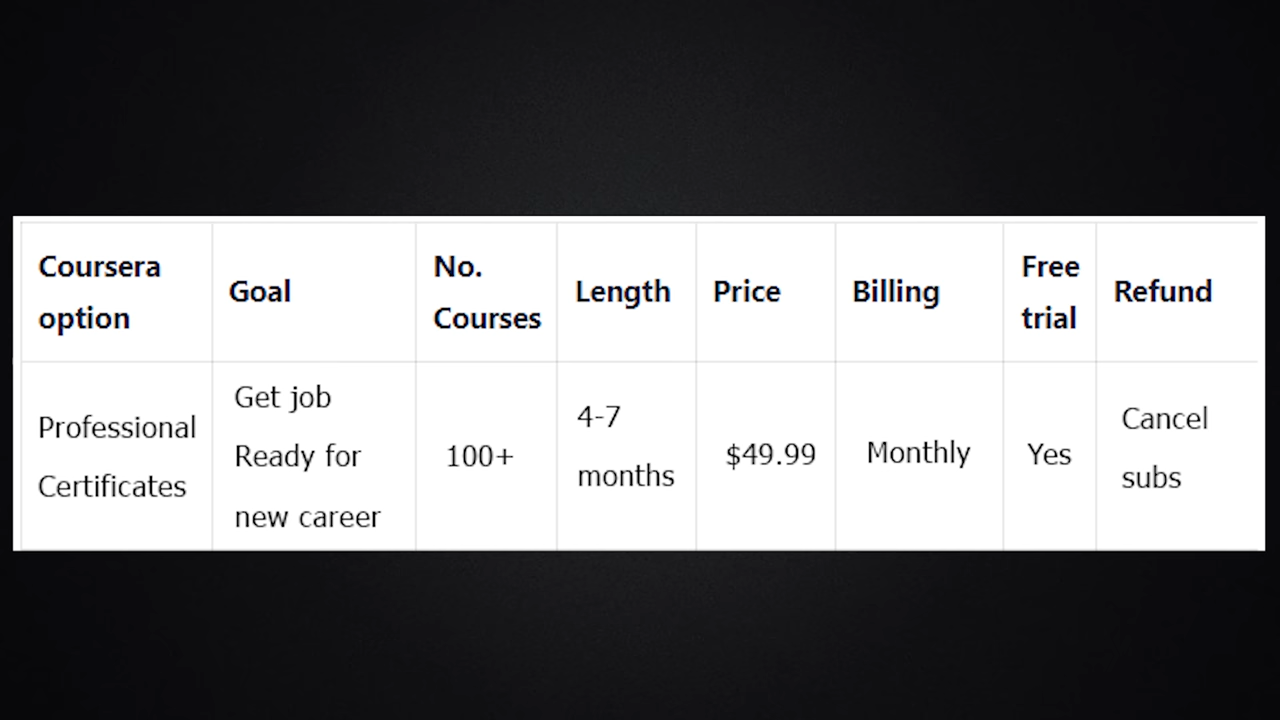 Coursera option
Goal
No. Courses
Length
Price
Billing
Free trial
Refund
Professional Certificates
Get job Ready for new career
100+
4-7 months
$49.99
Monthly
Yes
Cancel subs